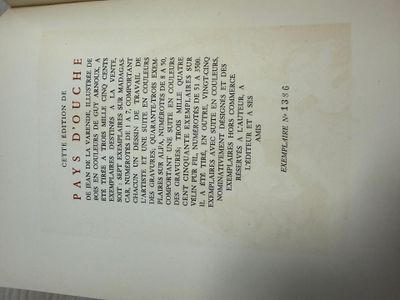 CETTE ÉDITION DE
PAYS D'OUCHE
DE JEAN DE LA VARENDE ILLUSTRÉE DE
BOIS EN COULEURS DE GUY ARNOUX, A
ÉTÉ TIRÉE A TROIS MILLE CINQ CENTS
EXEMPLAIRES DESTINÉS A LA VENTE,
SOIT : SEPT EXEMPLAIRES SUR MADAGAS-
CAR, NUMÉROTÉS DE 1 A 7, COMPORTANT
CHACUN UN DESSIN DE TRAVAIL DE
L'ARTISTE ET UNE SUITE EN COULEURS
DES GRAVURES; QUARANTE-TROIS EXEM-
PLAIRES SUR ALFA, NUMÉROTÉS DE 8 A 50,
COMPORTANT UNE SUITE EN COULEURS
DES GRAVURES; TROIS MILLE QUATRE
CENT CINQUANTE EXEMPLAIRES SUR
VÉLIN PUR FIL, NUMÉROTÉS DE 51 A 3500.
IL A ÉTÉ TIRÉ, EN OUTRE, VINGT-CINQ
EXEMPLAIRES AVEC SUITE EN COULEURS,
NOMINATIVEMENT DÉSIGNÉS ET DES
EXEMPLAIRES HORS COMMERCE
RÉSERVÉS A L'AUTEUR, A
L'ÉDITEUR ET A SES
AMIS
EXEMPLAIRE Nº 1386